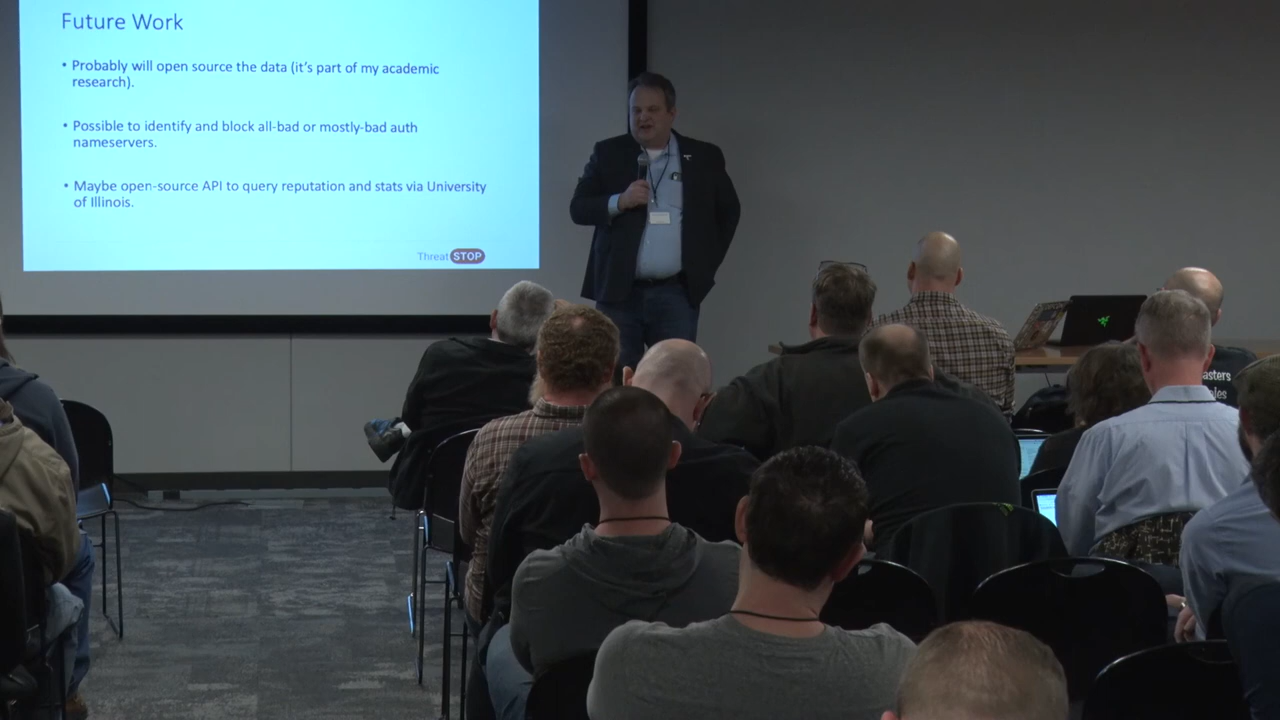 Future Work
• Probably will open source the data (it's part of my academic
research).
• Possible to identify and block all-bad or mostly-bad auth
nameservers.
• Maybe open-source API to query reputation and stats via University
of Illinois.
ThreatSTOP
asters